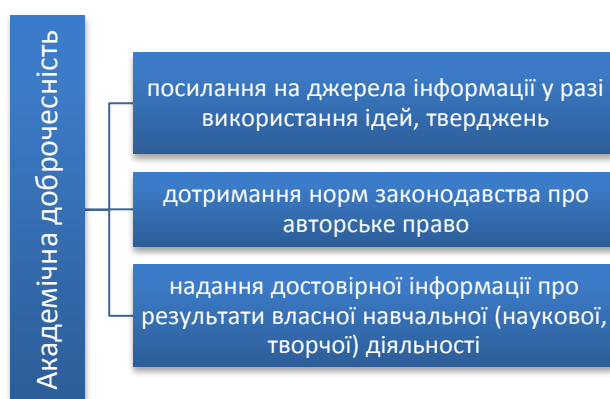 Академічна доброчесність
посилання на джерела інформації у разі
використання ідей, тверджень
дотримання норм законодавства про
авторське право
надання достовірної інформації про
результати власної навчальної (наукової,
творчої) діяльності